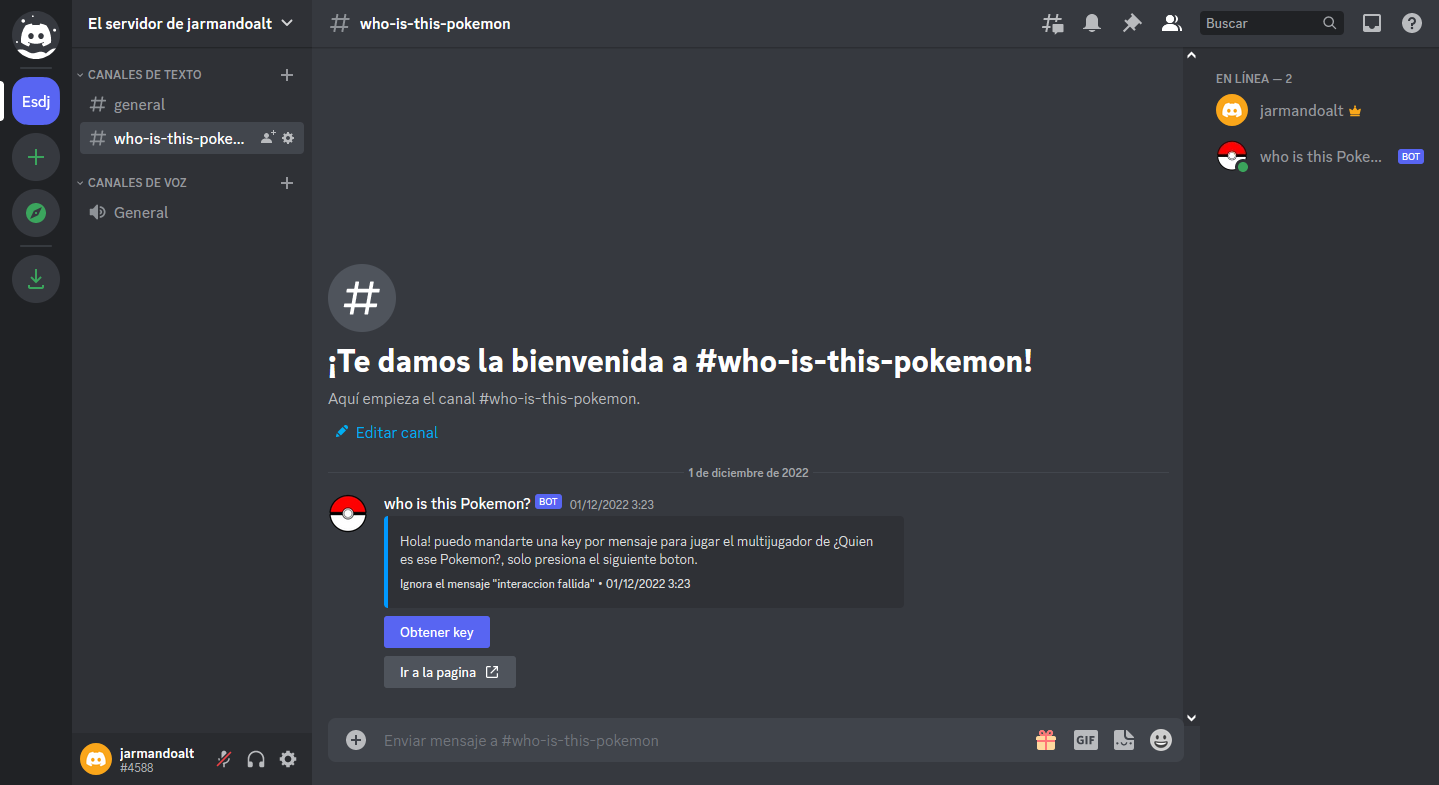 El servidor de jarmandoalt
who-is-this-pokemon
Buscar
Esdj
CANALES DE TEXTO
general
who-is-this-poke...
CANALES DE VOZ
General
EN LÍNEA — 2
jarmandoalt
who is this Poke... BOT
¡Te damos la bienvenida a #who-is-this-pokemon!
Aquí empieza el canal #who-is-this-pokemon.
Editar canal
1 de diciembre de 2022
who is this Pokemon? BOT 01/12/2022 3:23
Hola! puedo mandarte una key por mensaje para jugar el multijugador de ¿Quien
es ese Pokemon?, solo presiona el siguiente boton.
Ignora el mensaje "interaccion fallida" • 01/12/2022 3:23
Obtener key
Ir a la pagina
Enviar mensaje a #who-is-this-pokemon
GIF
jarmandoalt
#4588